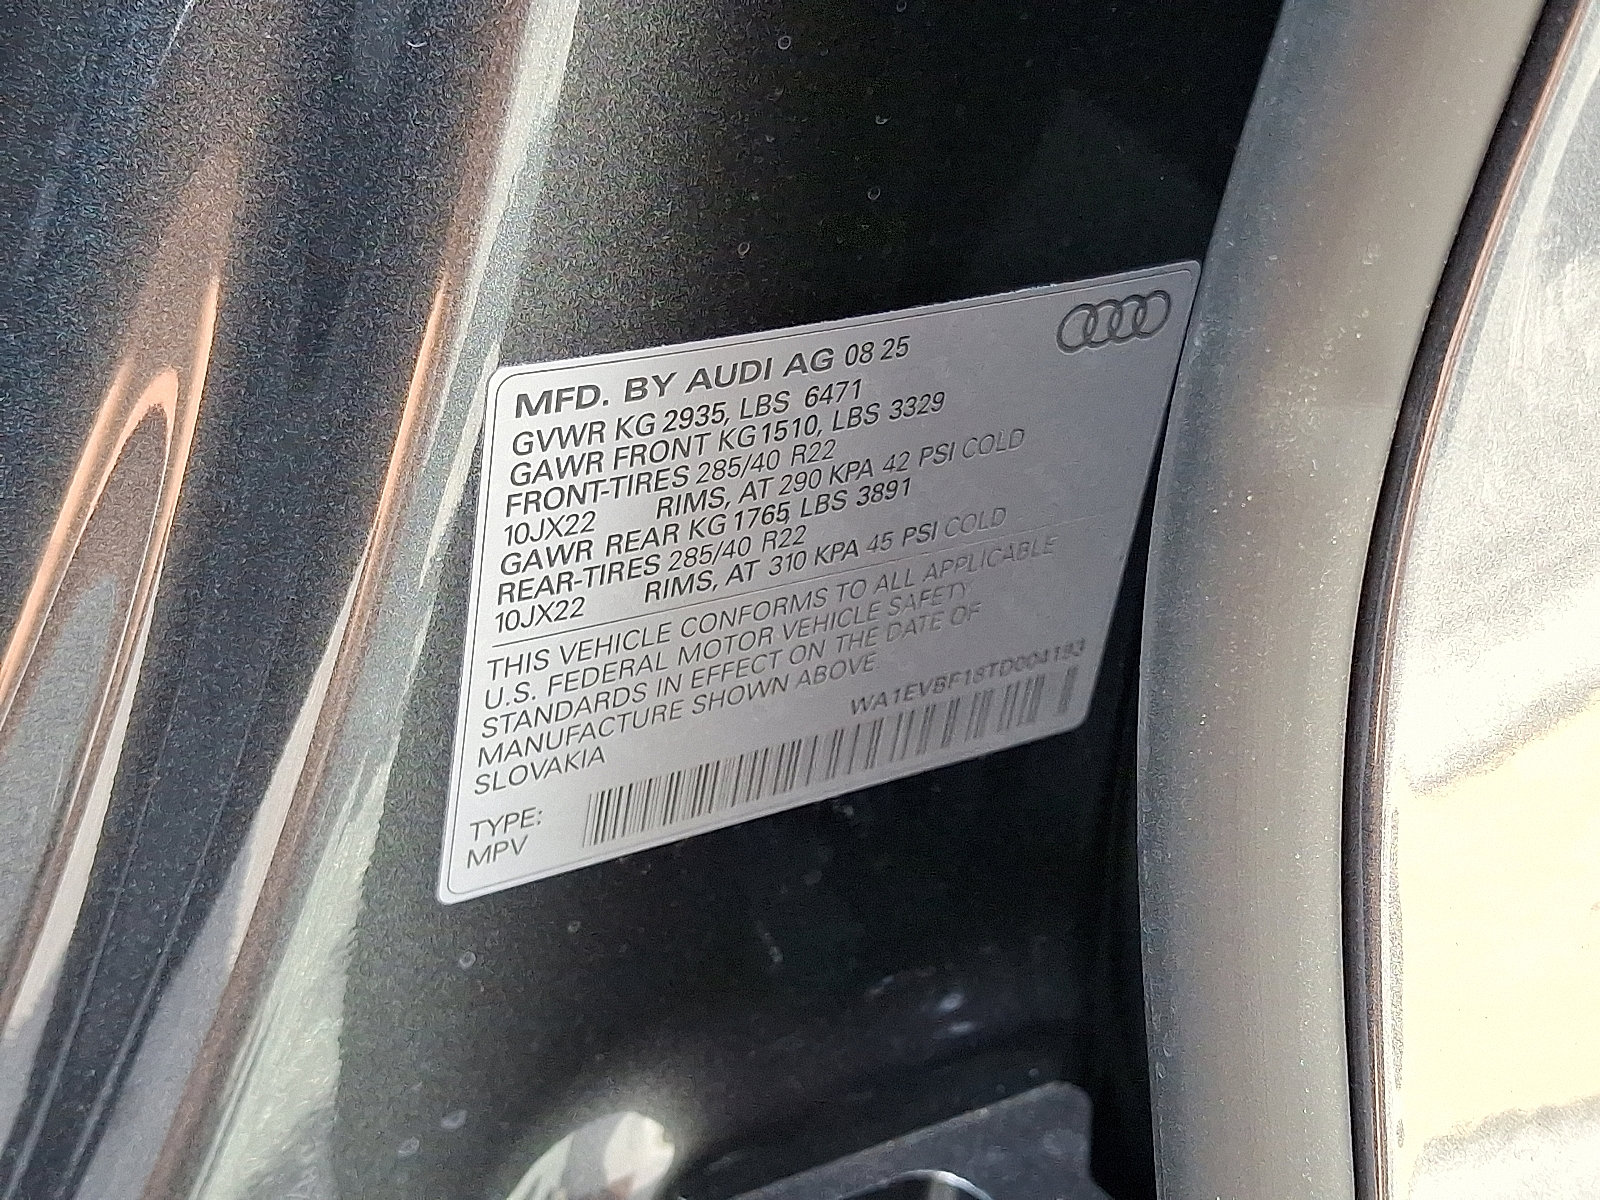 MFD. BY AUDI AG 08 25
GVWR KG 2935, LBS 6471
GAWR FRONT KG 1510, LBS 3329
FRONT-TIRES 285/40 R22
10JX22 RIMS, AT 290 KPA 42 PSI COLD
GAWR REAR KG 1765, LBS 3891
REAR-TIRES 285/40 R22
10JX22 RIMS, AT 310 KPA 45 PSI COLD
THIS VEHICLE CONFORMS TO ALL APPLICABLE
U.S. FEDERAL MOTOR VEHICLE SAFETY
STANDARDS IN EFFECT ON THE DATE OF
MANUFACTURE SHOWN ABOVE
SLOVAKIA
WA1EVBF18TD004193
TYPE:
MPV